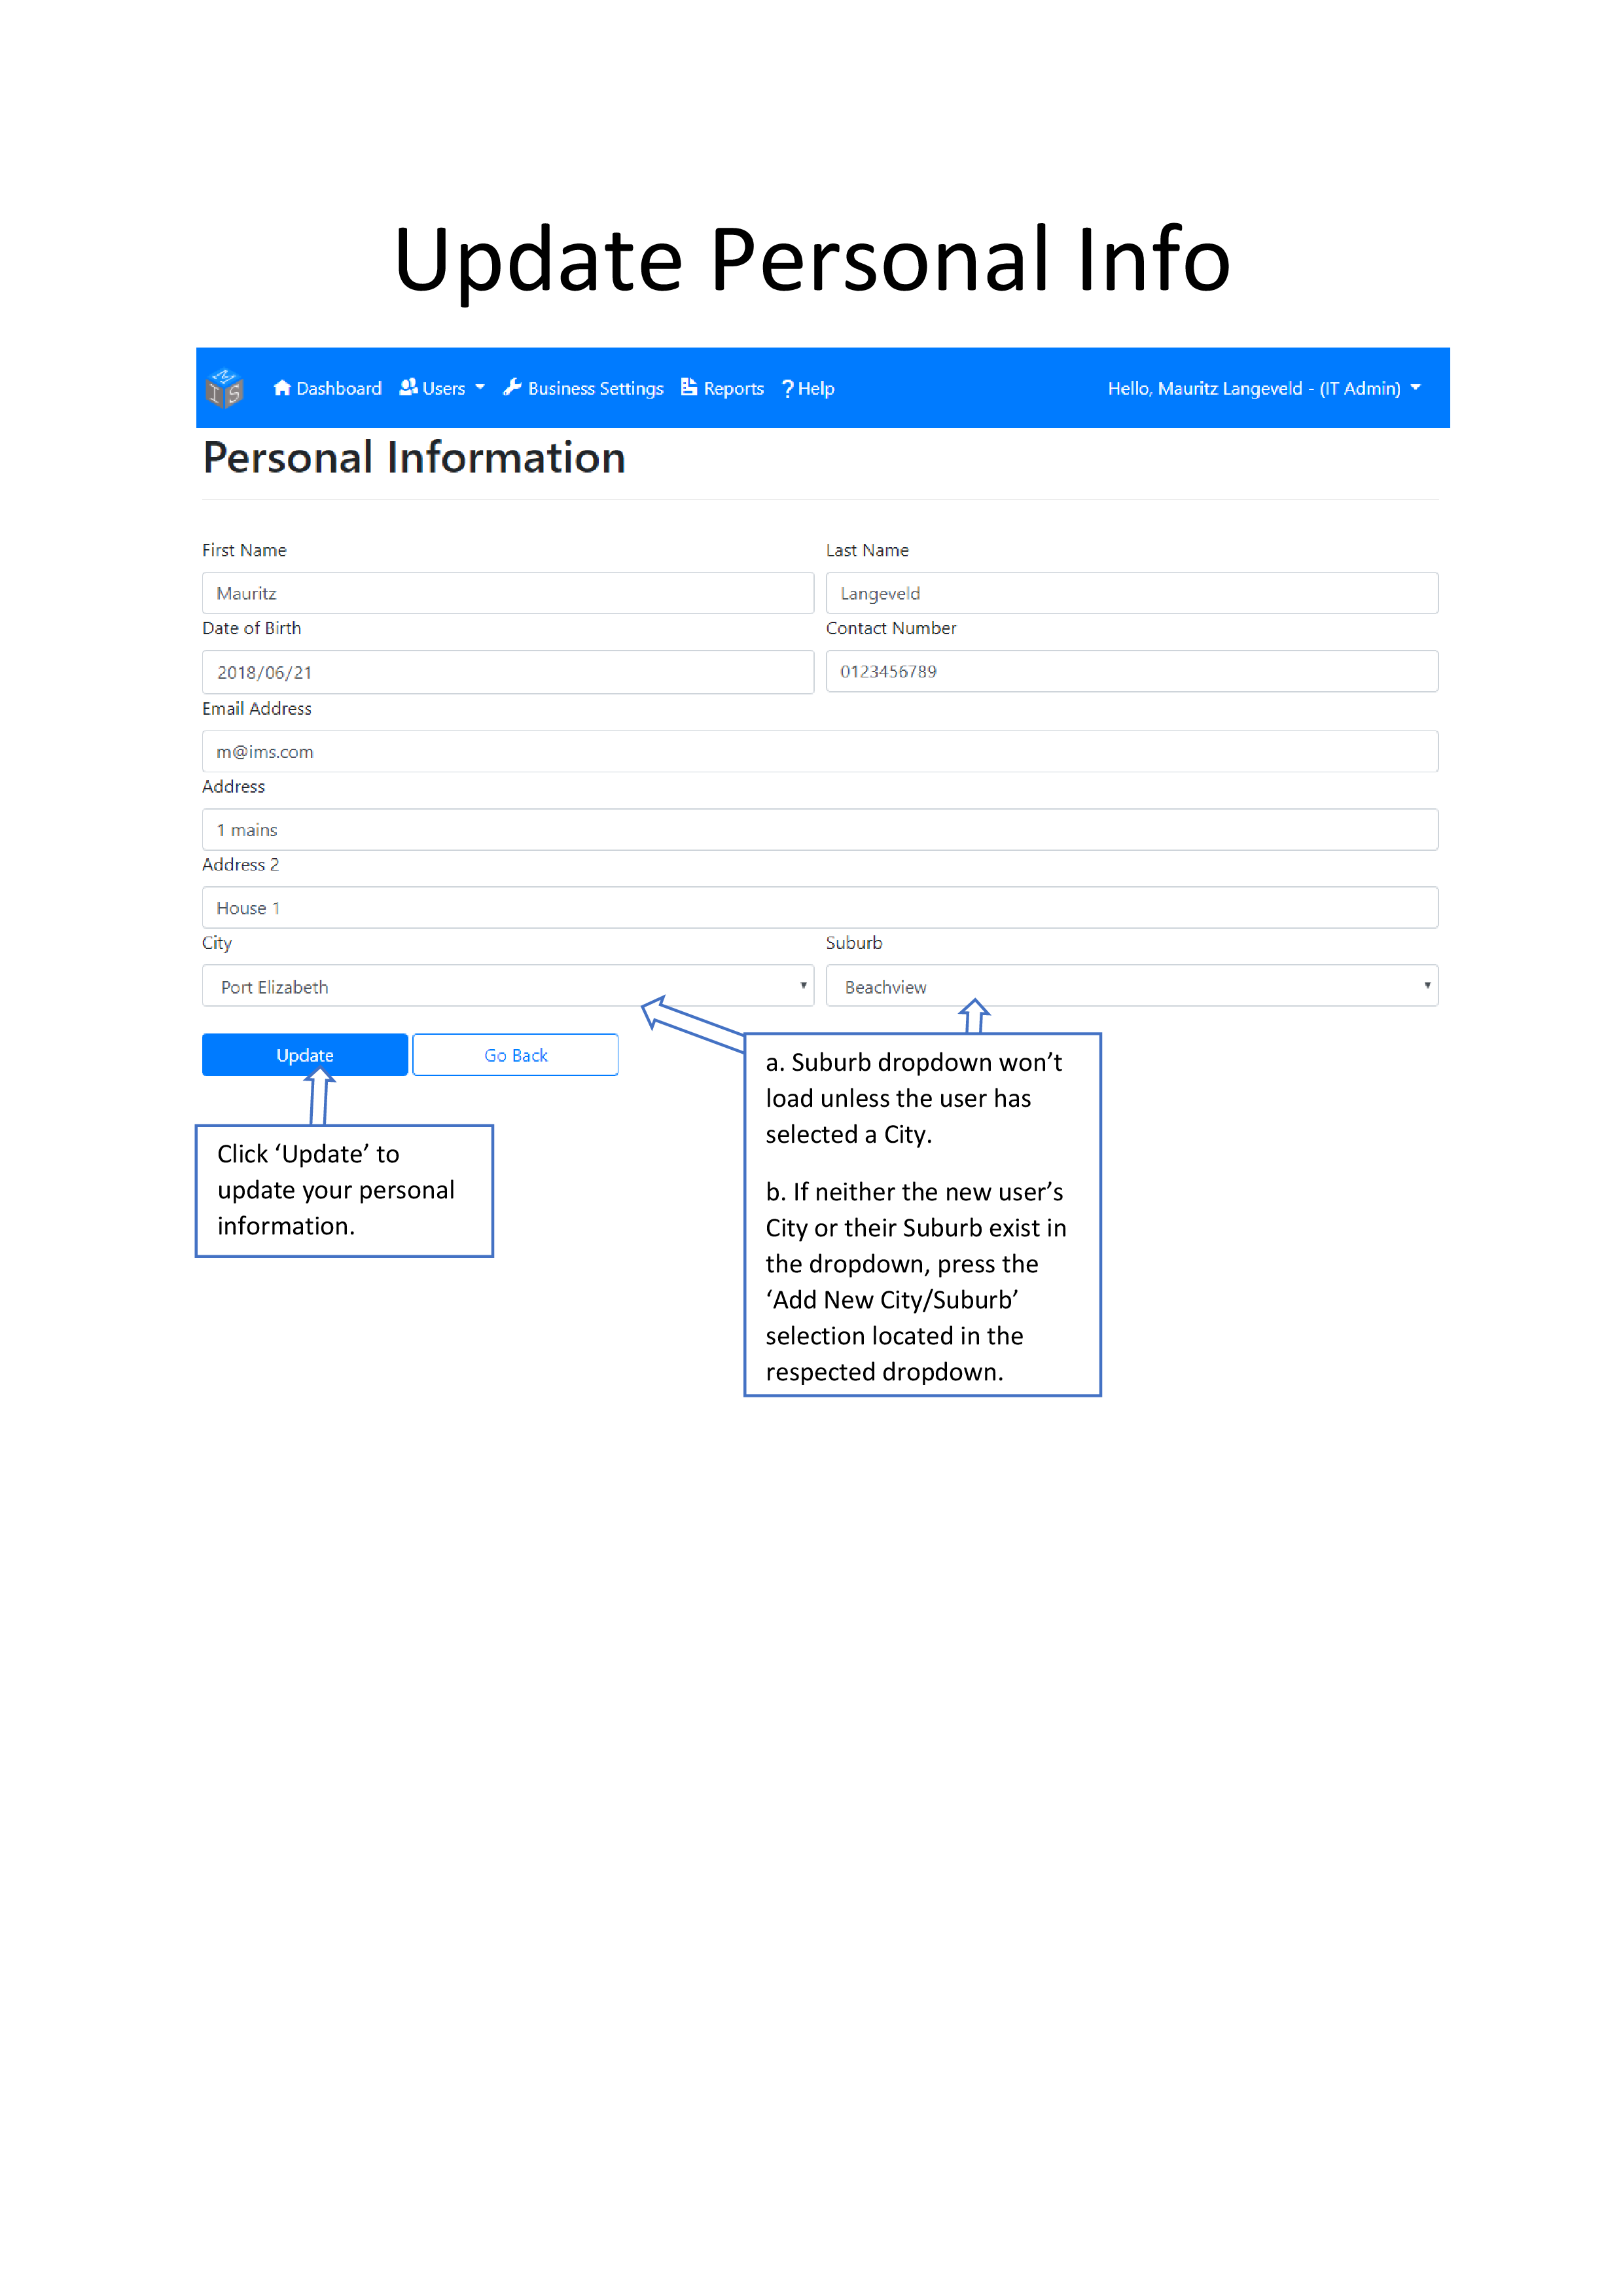 Update Personal Info
IMS Dashboard Users Business Settings Reports ? Help Hello, Mauritz Langeveld - (IT Admin)
Personal Information
First Name Last Name
Mauritz Langeveld
Date of Birth Contact Number
2018/06/21 0123456789
Email Address
m@ims.com
Address
1 mains
Address 2
House 1
City Suburb
Port Elizabeth Beachview
Update Go Back
Click ‘Update’ to
update your personal
information.
a. Suburb dropdown won’t
load unless the user has
selected a City.
b. If neither the new user’s
City or their Suburb exist in
the dropdown, press the
‘Add New City/Suburb’
selection located in the
respected dropdown.